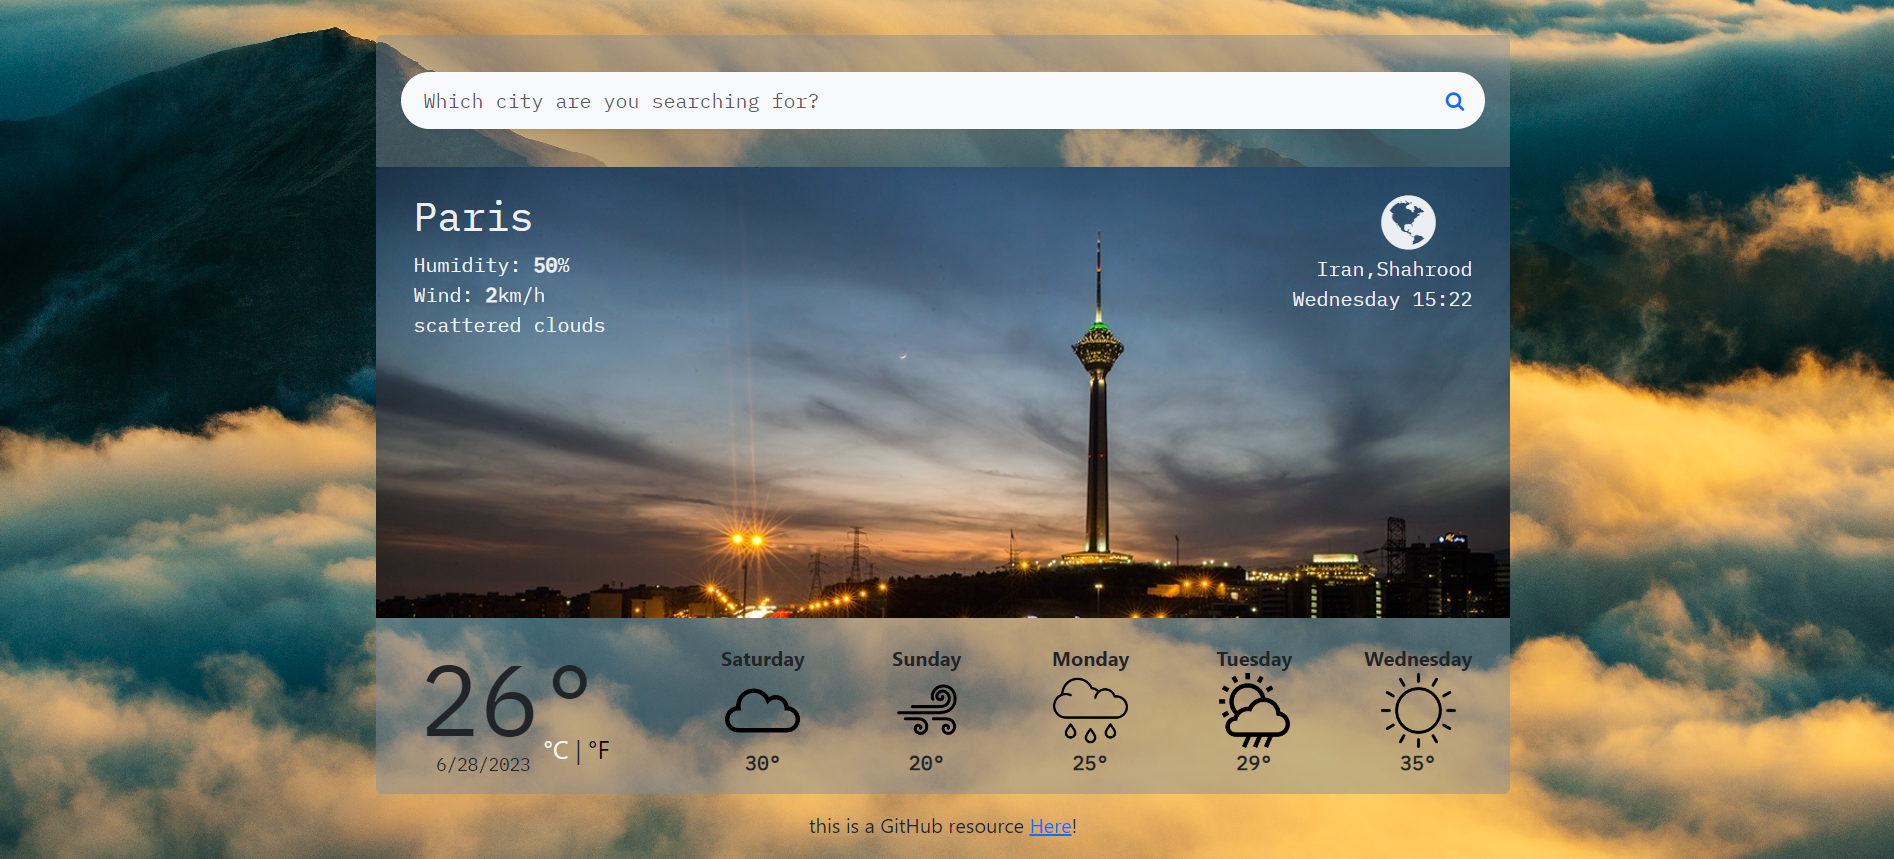 Which city are you searching for?
Paris
Humidity: 50%
Wind: 2km/h
scattered clouds
Iran,Shahrood
Wednesday 15:22
26°
°C | °F
6/28/2023
Saturday
30°
Sunday
20°
Monday
25°
Tuesday
29°
Wednesday
35°
this is a GitHub resource Here!